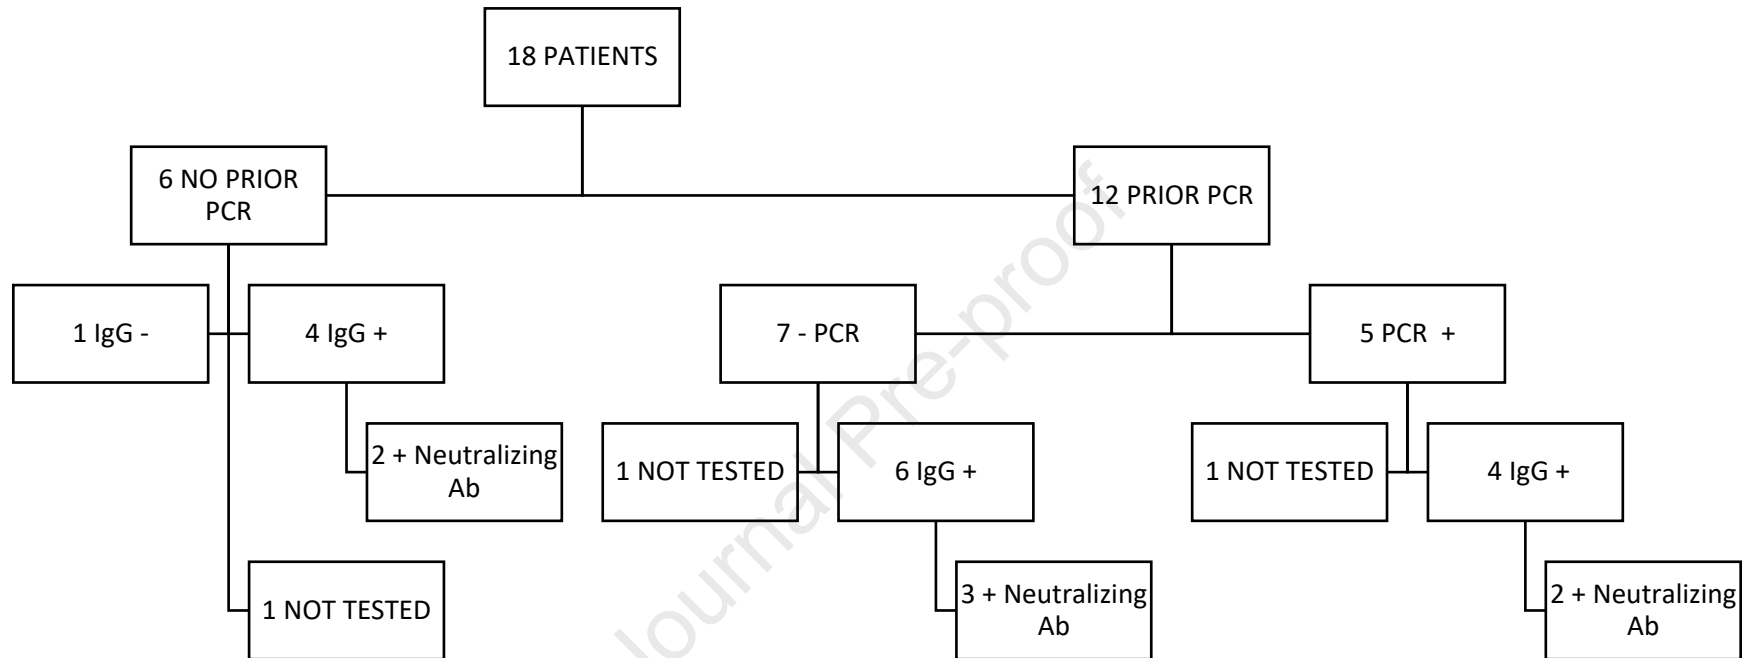 18 PATIENTS
6 NO PRIOR
PCR
12 PRIOR PCR
1 IgG -
4 IgG +
7 - PCR
5 PCR +
2 + Neutralizing
Ab
1 NOT TESTED
6 IgG +
1 NOT TESTED
4 IgG +
1 NOT TESTED
3 + Neutralizing
Ab
2 + Neutralizing
Ab
Journal Pre-proof